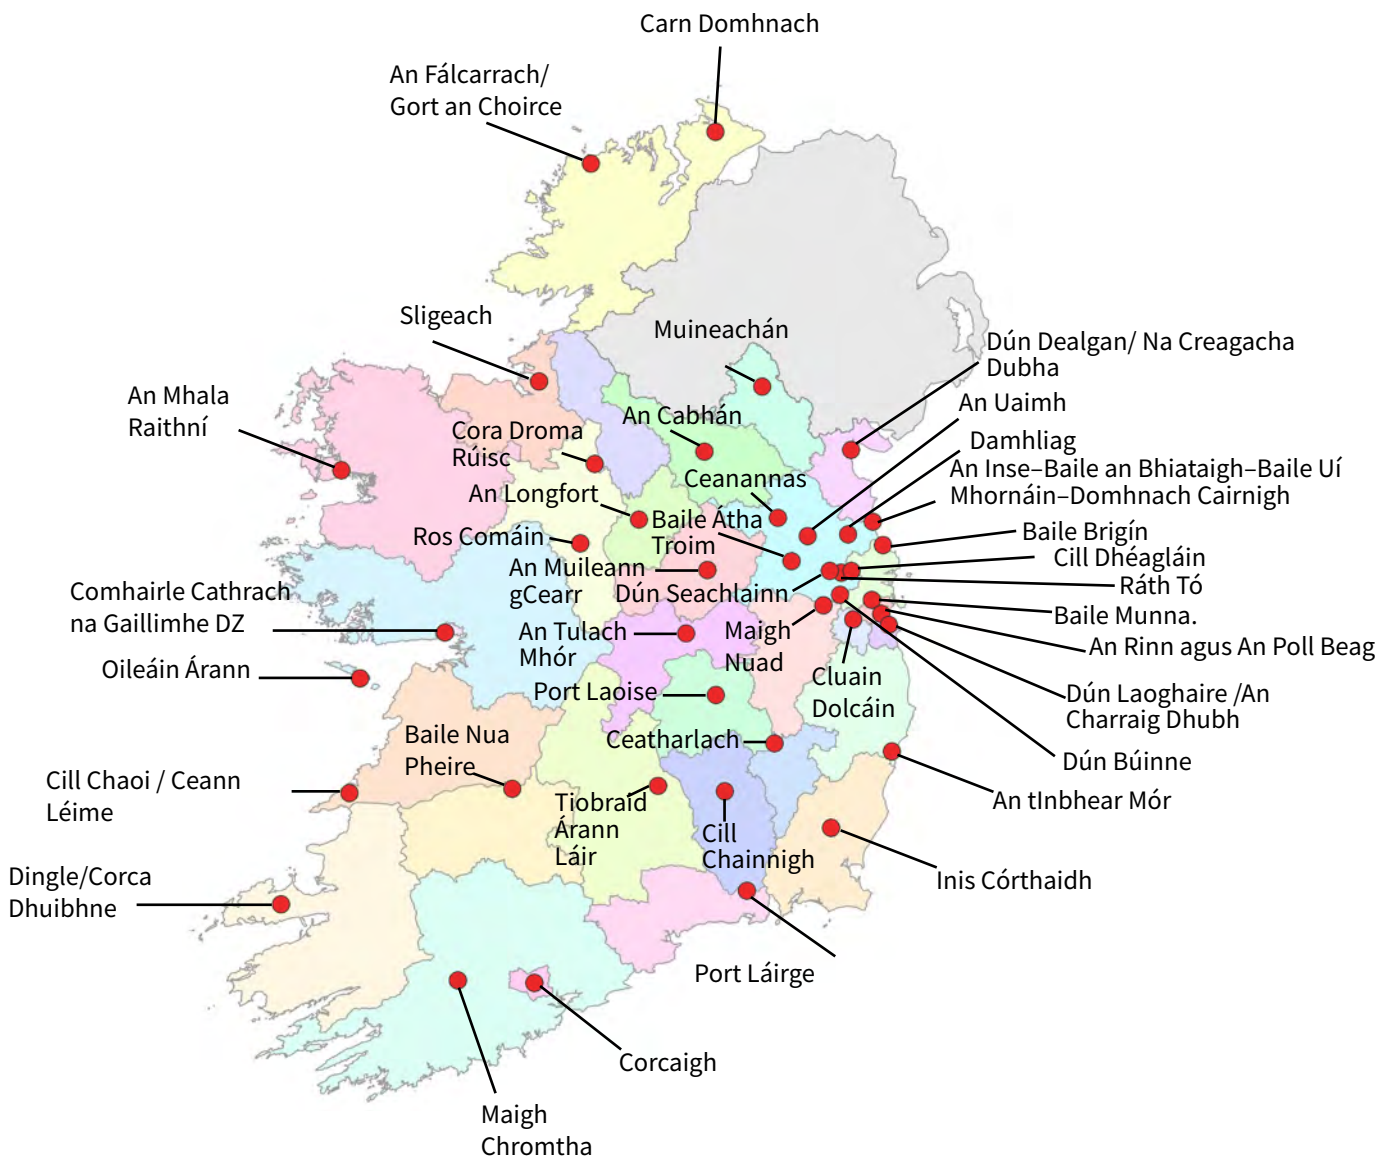 Carn Domhnach
An Fálcarrach/
Gort an Choirce
Sligeach
Muineachán
Dún Dealgan/ Na Creagacha
Dubha
An Mhala
Raithní
An Cabhán
An Uaimh
Cora Droma
Rúisc
Damhliag
Ceanannas
An Inse–Baile an Bhiataigh–Baile Uí
Mhornáin–Domhnach Cairnigh
An Longfort
Baile Átha
Troim
Ros Comáin
Baile Brigín
An Muileann
gCearr
Cill Dhéagláin
Dún Seachlainn
Ráth Tó
Comhairle Cathrach
na Gaillimhe DZ
Baile Munna.
An Tulach
Mhór
Maigh
Nuad
An Rinn agus An Poll Beag
Oileáin Árann
Cluain
Dolcáin
Port Laoise
Dún Laoghaire /An
Charraig Dhubh
Baile Nua
Pheire
Ceatharlach
Dún Búinne
Cill Chaoi / Ceann
Léime
An tInbhear Mór
Tiobraid
Árann
Láir
Cill
Chainnigh
Inis Córthaidh
Dingle/Corca
Dhuibhne
Port Láirge
Corcaigh
Maigh
Chromtha